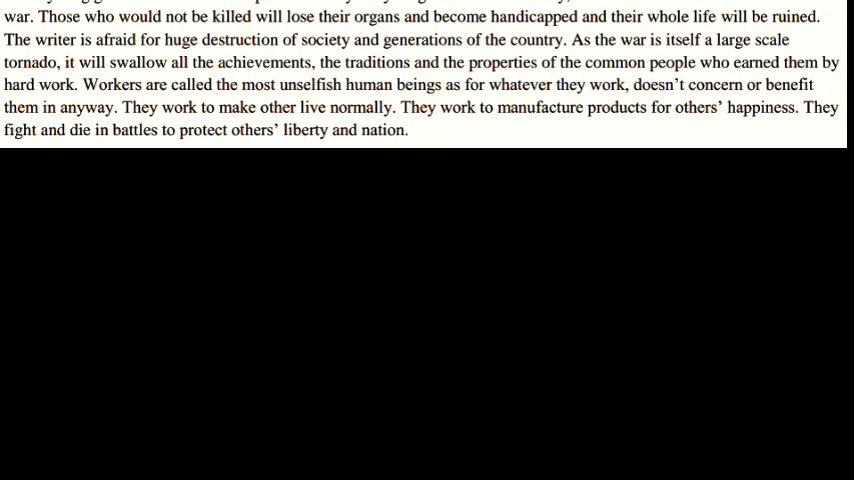 war. Those who would not be killed will lose their organs and become handicapped and their whole life will be ruined.
The writer is afraid for huge destruction of society and generations of the country. As the war is itself a large scale
tornado, it will swallow all the achievements, the traditions and the properties of the common people who earned them by
hard work. Workers are called the most unselfish human beings as for whatever they work, doesn’t concern or benefit
them in anyway. They work to make other live normally. They work to manufacture products for others’ happiness. They
fight and die in battles to protect others’ liberty and nation.